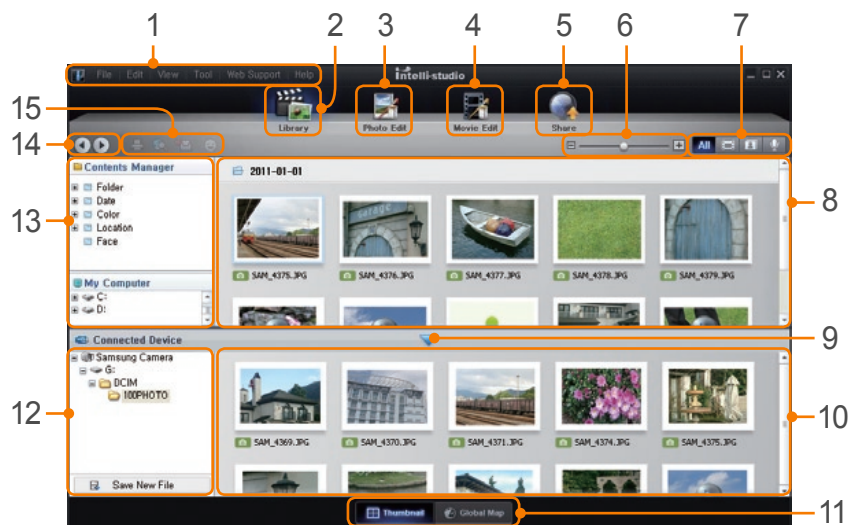 1 2 3 4 5 6 7
File Edit View Tool Web Support Help
intelli-studio
Library Photo Edit Movie Edit Share
15
14
All
Contents Manager
2011-01-01
13
8
Folder
Date
Color
Location
Face
SAM_4375.JPG SAM_4376.JPG SAM_4377.JPG SAM_4378.JPG SAM_4379.JPG
My Computer
C:
D:
Connected Device
9
Samsung Camera
G:
DCIM
100PHOTO
12
10
SAM_4369.JPG SAM_4370.JPG SAM_4371.JPG SAM_4374.JPG SAM_4375.JPG
Save New File
Thumbnail Global Map
11